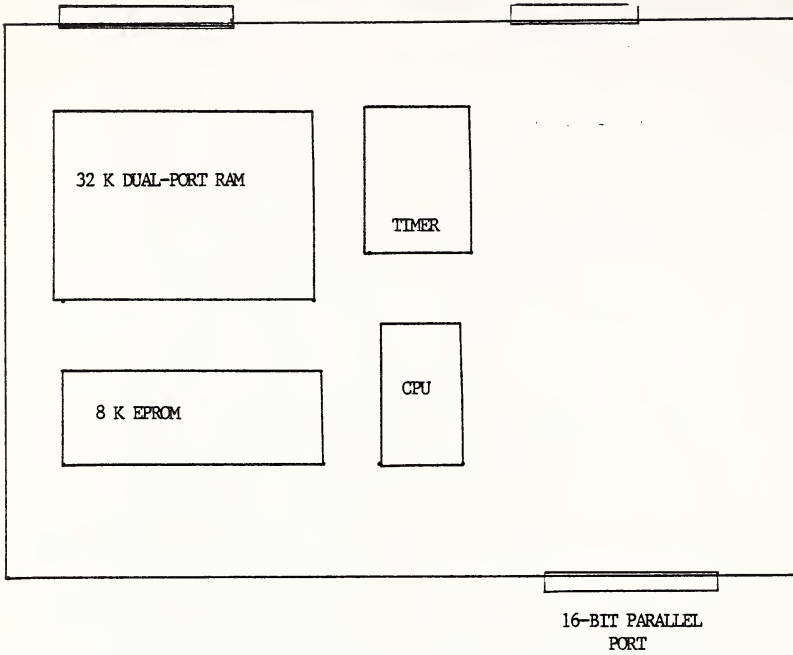 32 K DUAL-PORT RAM
TIMER
CPU
8 K EPROM
16-BIT PARALLEL
PORT